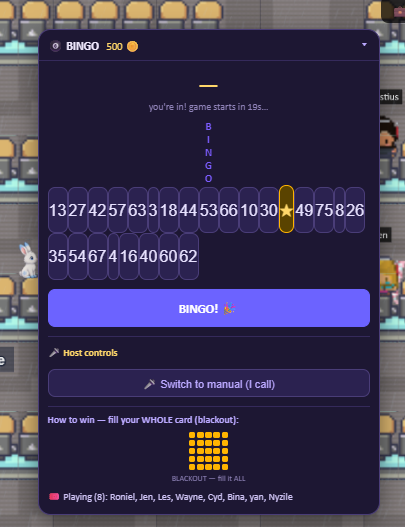 BINGO 500
you're in! game starts in 19s...
B
I
N
G
O
13 27 42 57 63 3 18 44 53 66 10 30 49 75 8 26
35 54 67 4 16 40 60 62
BINGO!
Host controls
Switch to manual (I call)
How to win — fill your WHOLE card (blackout):
BLACKOUT — fill it ALL
Playing (8): Roniel, Jen, Les, Wayne, Cyd, Bina, yan, Nyzile
stius
en
e